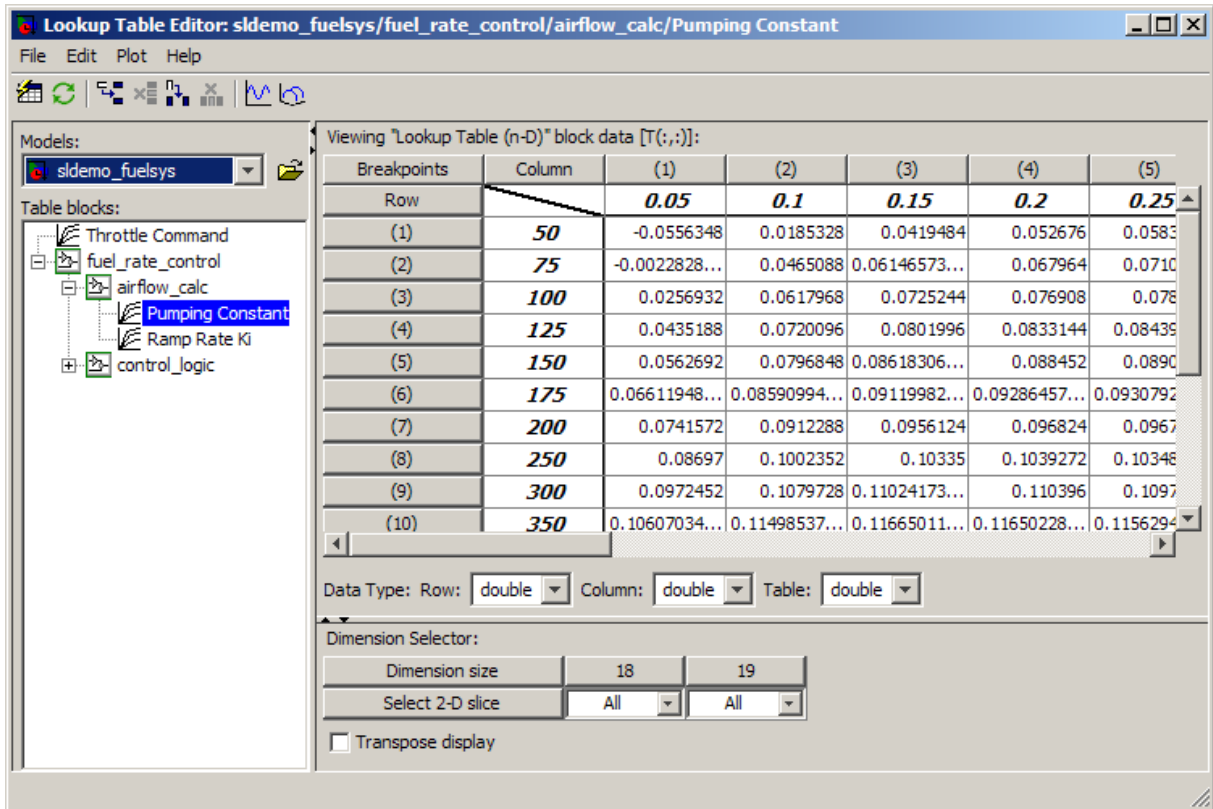 Lookup Table Editor: sldemo_fuelsys/fuel_rate_control/airflow_calc/Pumping Constant
File Edit Plot Help
Models:
sldemo_fuelsys
Table blocks:
Throttle Command
fuel_rate_control
airflow_calc
Pumping Constant
Ramp Rate Ki
control_logic
Viewing "Lookup Table (n-D)" block data [T(:,:)]:
Breakpoints Column (1) (2) (3) (4) (5)
Row 0.05 0.1 0.15 0.2 0.25
(1) 50 -0.0556348 0.0185328 0.0419484 0.052676 0.0583
(2) 75 -0.0022828... 0.0465088 0.06146573... 0.067964 0.0710
(3) 100 0.0256932 0.0617968 0.0725244 0.076908 0.078
(4) 125 0.0435188 0.0720096 0.0801996 0.0833144 0.08439
(5) 150 0.0562692 0.0796848 0.08618306... 0.088452 0.0890
(6) 175 0.06611948... 0.08590994... 0.09119982... 0.09286457... 0.0930792
(7) 200 0.0741572 0.0912288 0.0956124 0.096824 0.0967
(8) 250 0.08697 0.1002352 0.10335 0.1039272 0.10348
(9) 300 0.0972452 0.1079728 0.11024173... 0.110396 0.1097
(10) 350 0.10607034... 0.11498537... 0.11665011... 0.11650228... 0.1156294
Data Type: Row: double Column: double Table: double
Dimension Selector:
Dimension size 18 19
Select 2-D slice All All
Transpose display